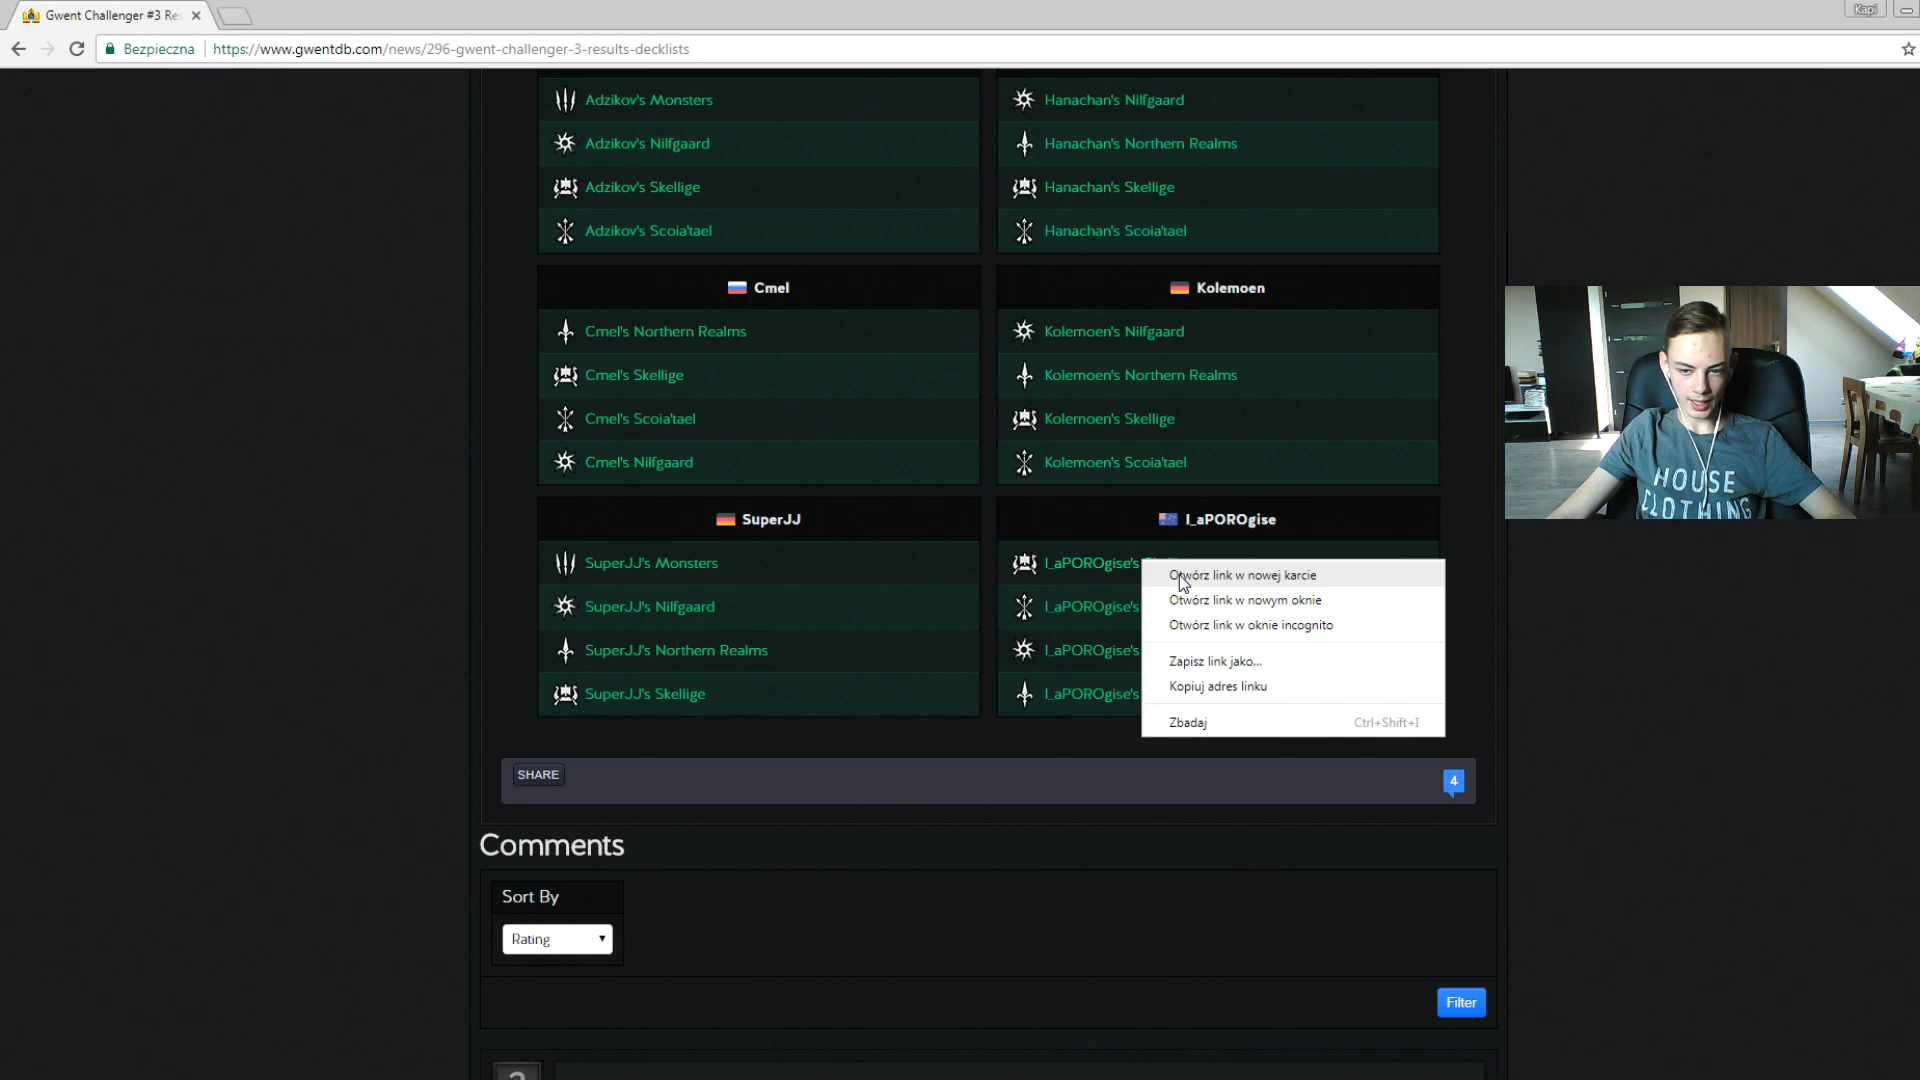 Gwent Challenger #3 Res
Kapi
Bezpieczna
https://www.gwentdb.com/news/296-gwent-challenger-3-results-decklists
Adzikov's Monsters
Adzikov's Nilfgaard
Adzikov's Skellige
Adzikov's Scoia'tael
Hanachan's Nilfgaard
Hanachan's Northern Realms
Hanachan's Skellige
Hanachan's Scoia'tael
Cmel
Cmel's Northern Realms
Cmel's Skellige
Cmel's Scoia'tael
Cmel's Nilfgaard
Kolemoen
Kolemoen's Nilfgaard
Kolemoen's Northern Realms
Kolemoen's Skellige
Kolemoen's Scoia'tael
SuperJJ
SuperJJ's Monsters
SuperJJ's Nilfgaard
SuperJJ's Northern Realms
SuperJJ's Skellige
I_aPOROgise
I_aPOROgise's
I_aPOROgise's
I_aPOROgise's
I_aPOROgise's
Otwórz link w nowej karcie
Otwórz link w nowym oknie
Otwórz link w oknie incognito
Zapisz link jako...
Kopiuj adres linku
Zbadaj Ctrl+Shift+I
HOUSE
CLOTHING
SHARE
4
Comments
Sort By
Rating
Filter